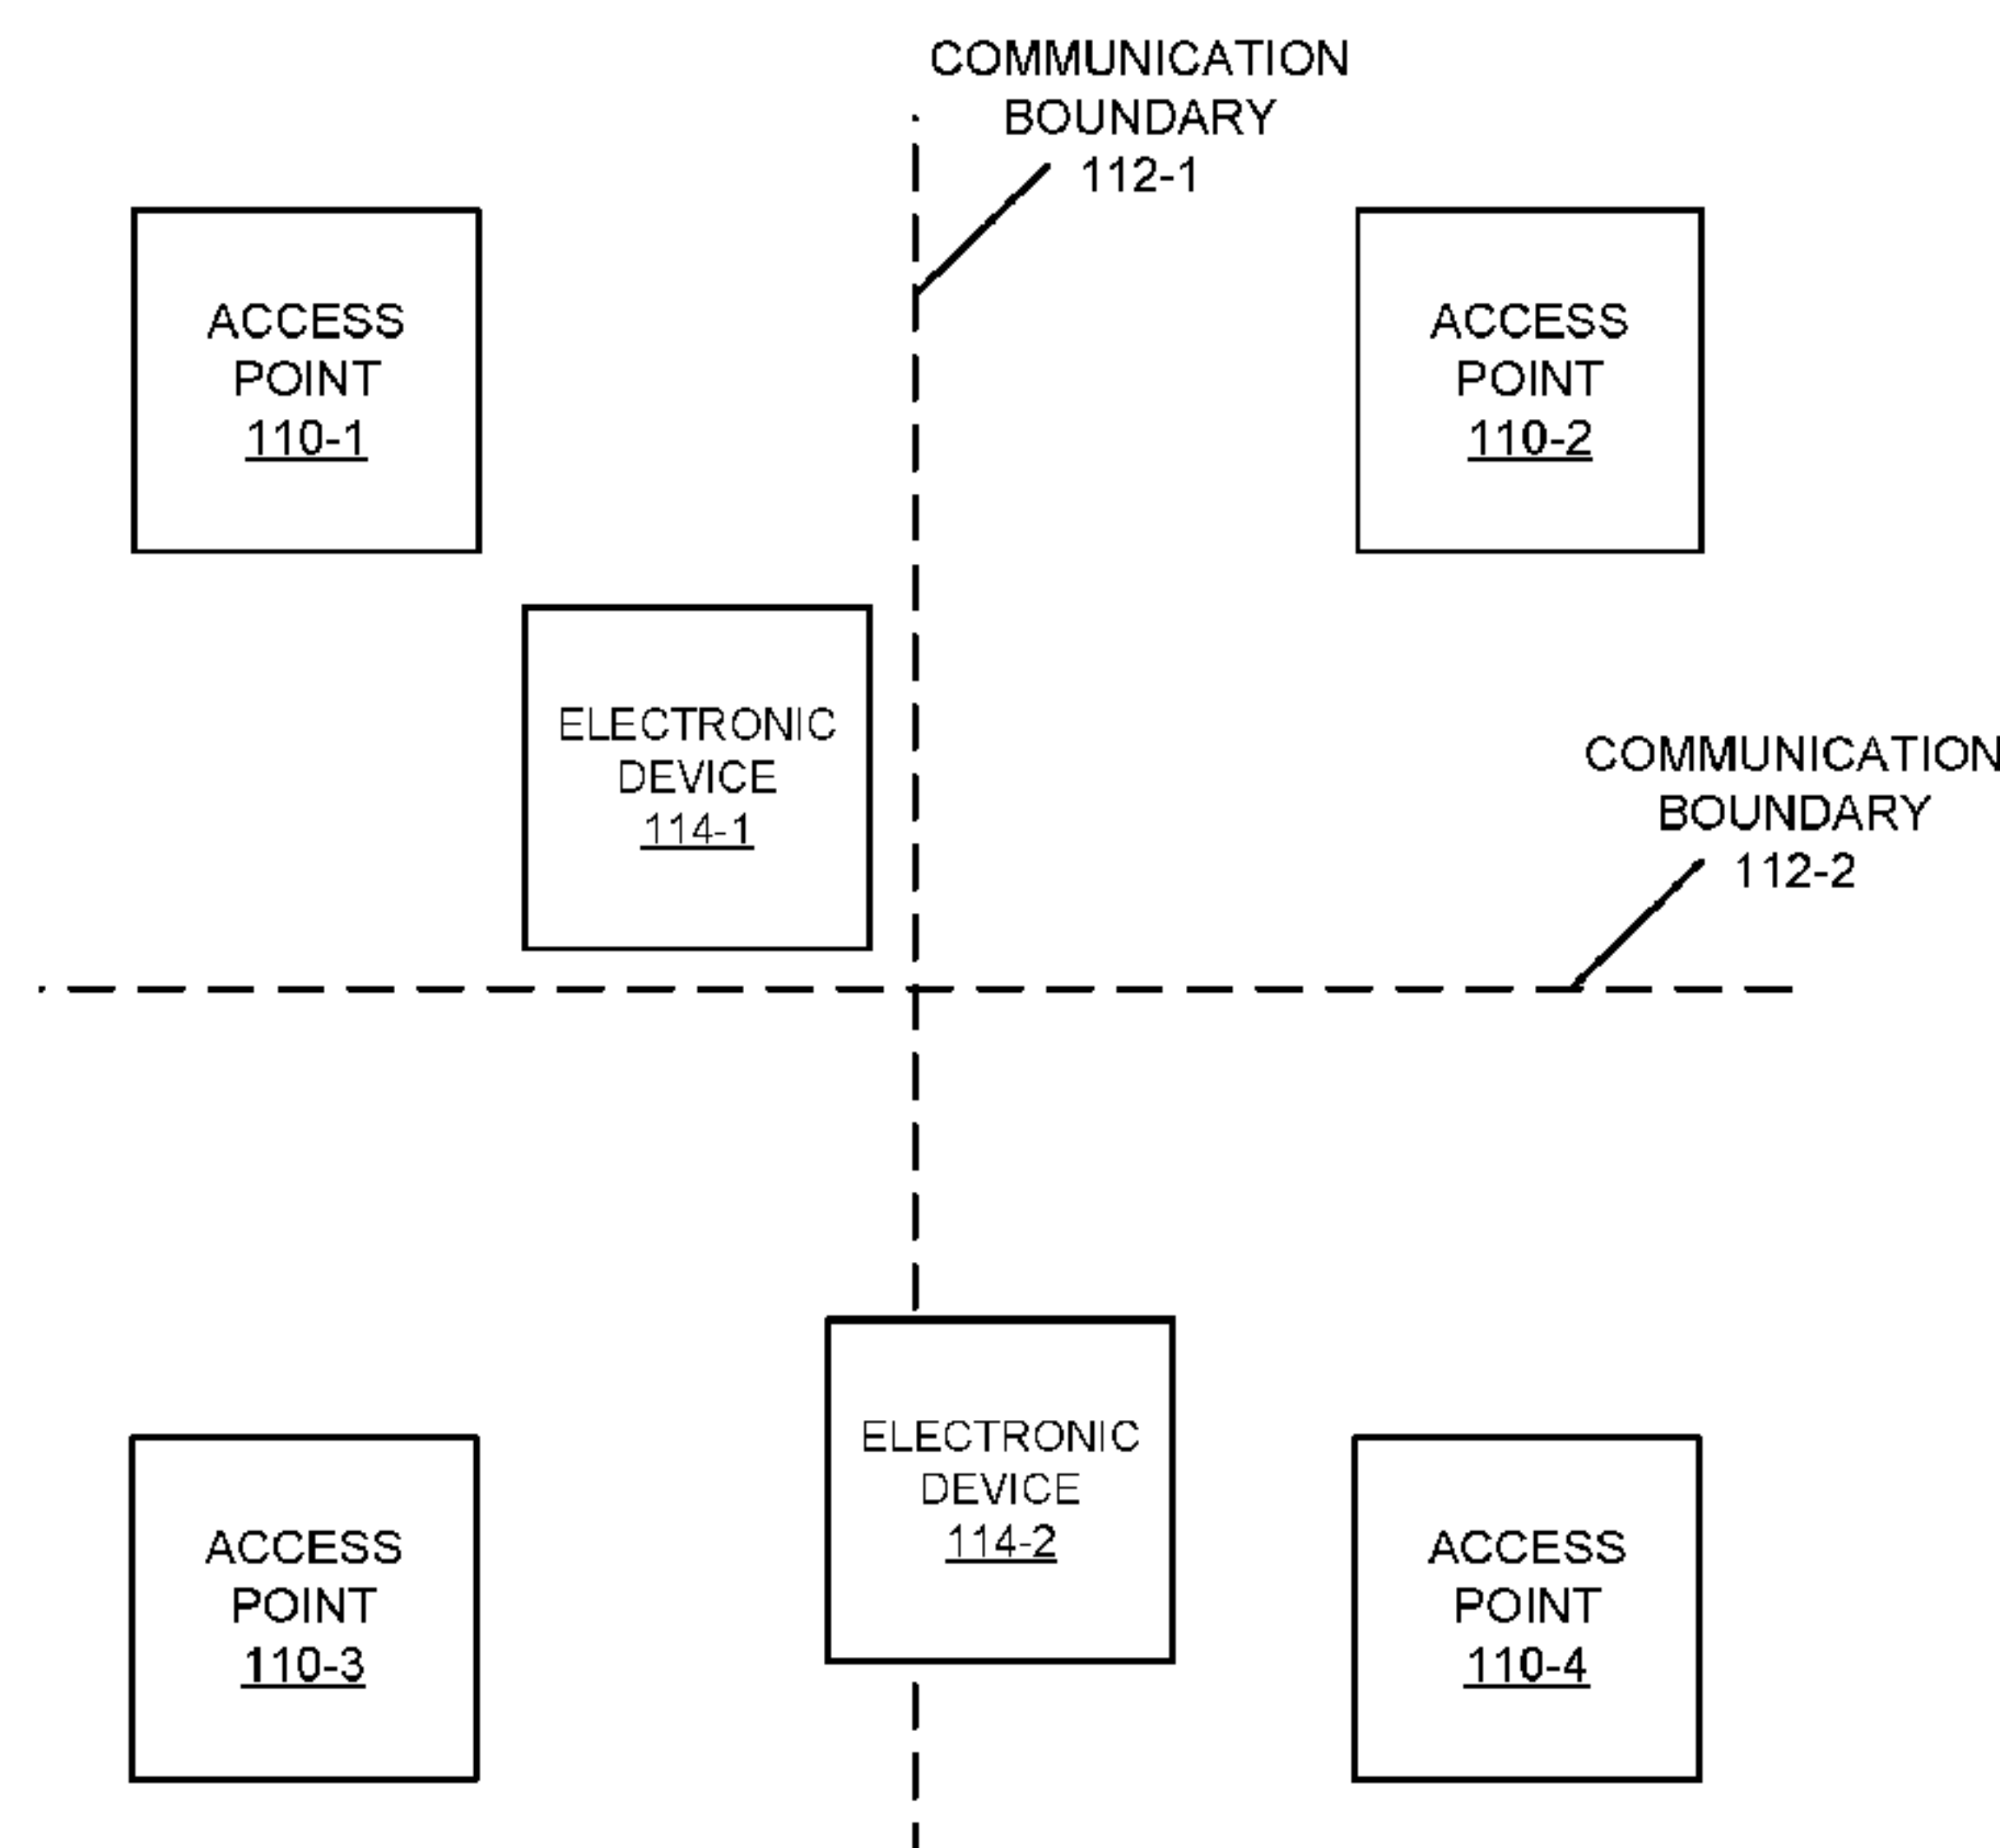 COMMUNICATION
BOUNDARY
112-1
ACCESS
POINT
110-1
ACCESS
POINT
110-2
ELECTRONIC
DEVICE
114-1
COMMUNICATION
BOUNDARY
112-2
ELECTRONIC
DEVICE
114-2
ACCESS
POINT
110-3
ACCESS
POINT
110-4